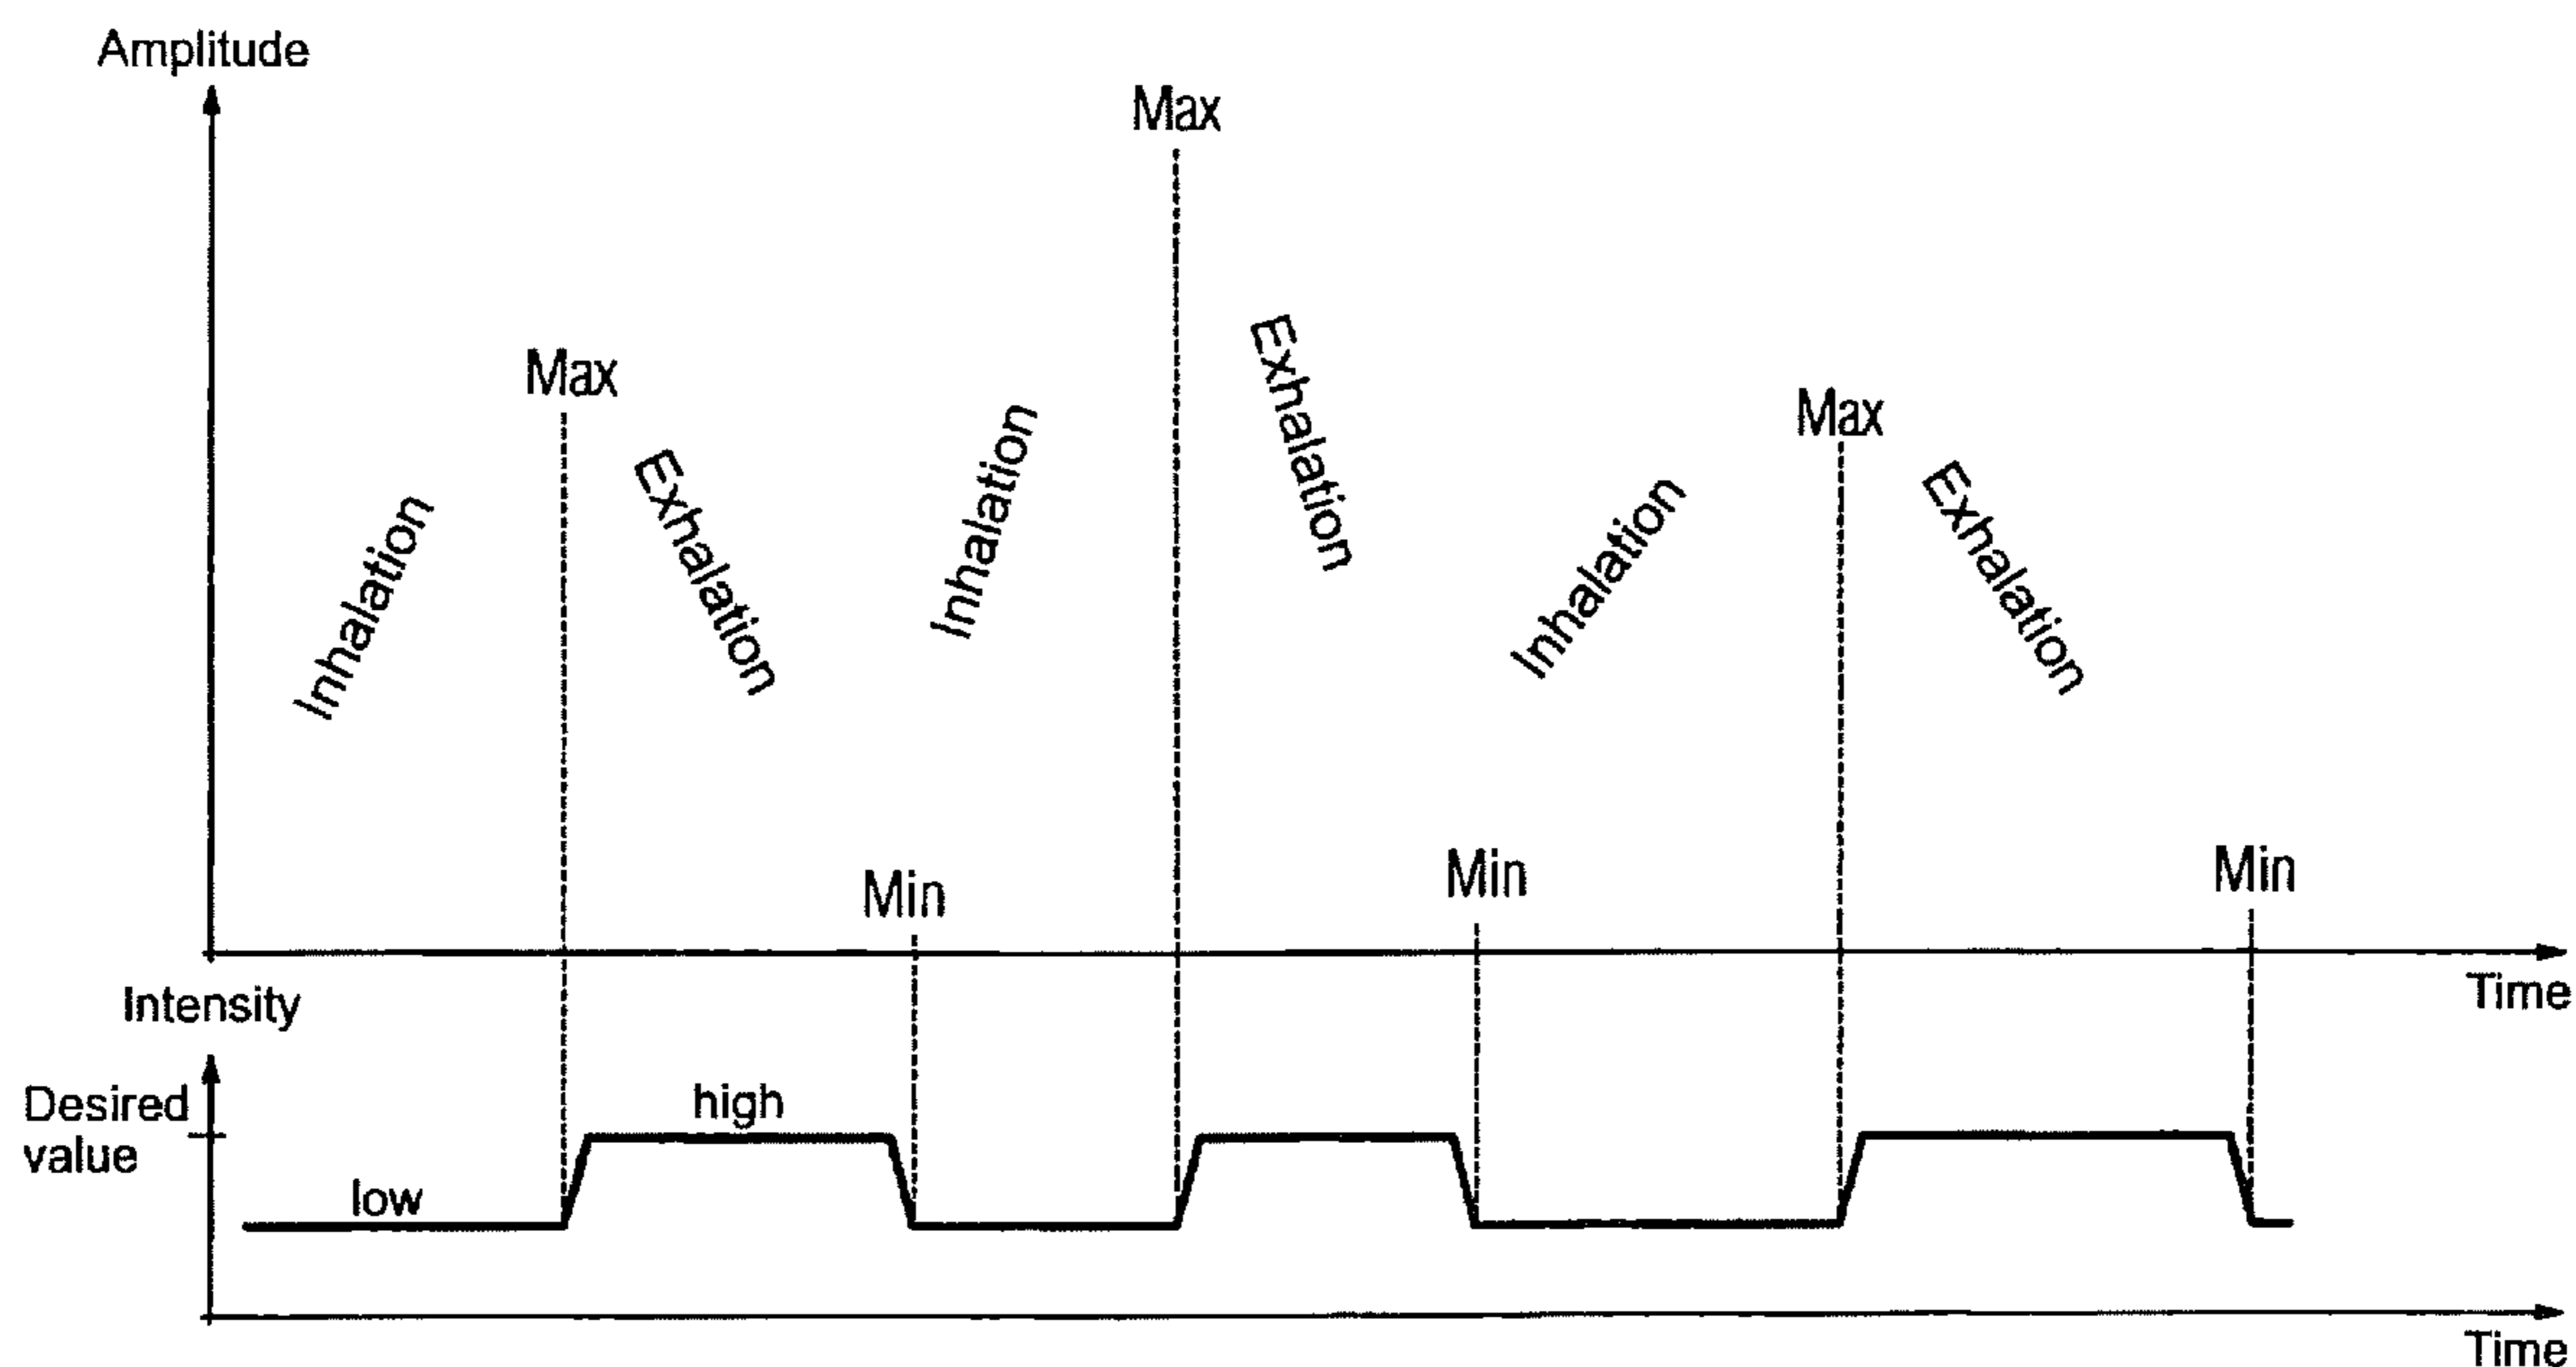 Amplitude
Max
Max
Max
Inhalation
Exhalation
Inhalation
Exhalation
Inhalation
Exhalation
Min
Min
Min
Time
Intensity
Desired
value
high
low
Time